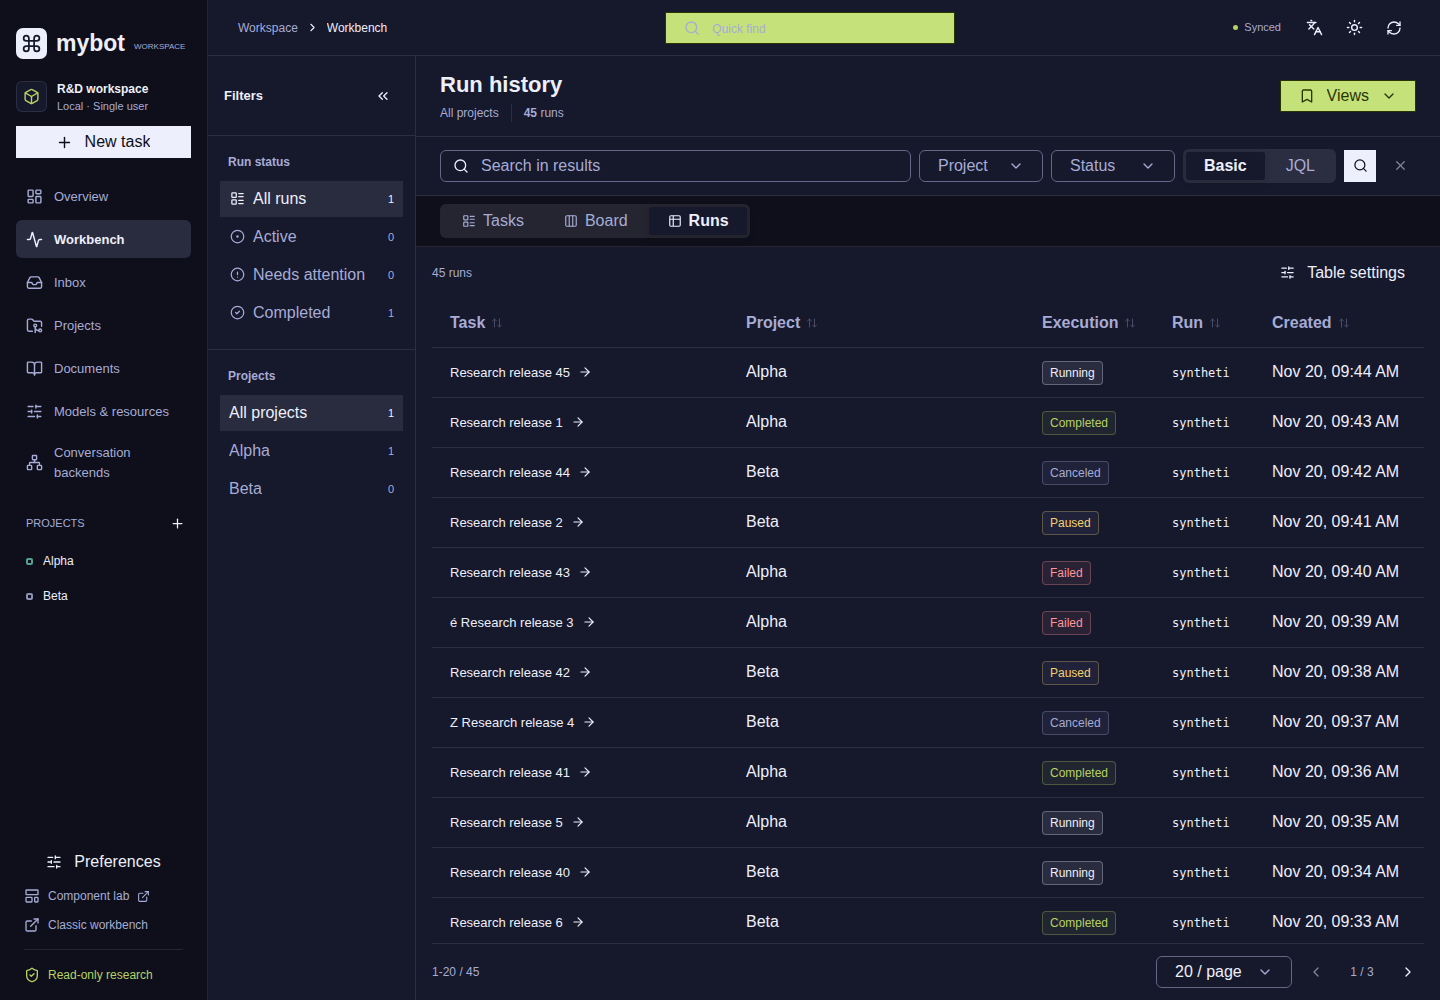 mybot WORKSPACE
R&D workspace
Local · Single user
New task
Overview
Workbench
Inbox
Projects
Documents
Models & resources
Conversation
backends
PROJECTS
Alpha
Beta
Preferences
Component lab
Classic workbench
Read-only research
Workspace Workbench
Quick find
Synced
Filters
Run status
All runs 1
Active 0
Needs attention 0
Completed 1
Projects
All projects 1
Alpha 1
Beta 0
Run history
All projects 45 runs
Views
Search in results Project Status Basic JQL
Tasks Board Runs
45 runs Table settings
Task Project Execution Run Created
Research release 45 Alpha Running syntheti Nov 20, 09:44 AM
Research release 1 Alpha Completed syntheti Nov 20, 09:43 AM
Research release 44 Beta Canceled syntheti Nov 20, 09:42 AM
Research release 2 Beta Paused syntheti Nov 20, 09:41 AM
Research release 43 Alpha Failed syntheti Nov 20, 09:40 AM
é Research release 3 Alpha Failed syntheti Nov 20, 09:39 AM
Research release 42 Beta Paused syntheti Nov 20, 09:38 AM
Z Research release 4 Beta Canceled syntheti Nov 20, 09:37 AM
Research release 41 Alpha Completed syntheti Nov 20, 09:36 AM
Research release 5 Alpha Running syntheti Nov 20, 09:35 AM
Research release 40 Beta Running syntheti Nov 20, 09:34 AM
Research release 6 Beta Completed syntheti Nov 20, 09:33 AM
1-20 / 45 20 / page 1 / 3